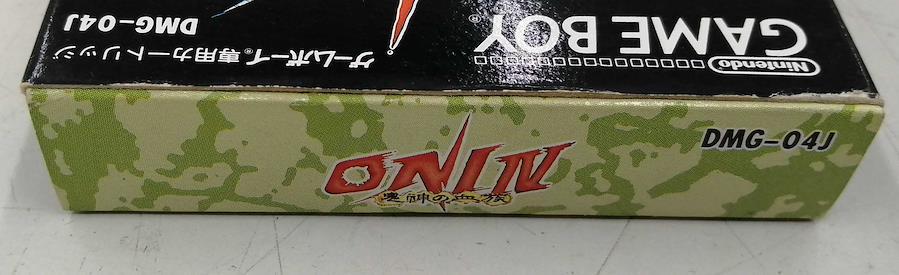 DMG-04J
ゲームボーイ®専用カートリッジ
GAME BOY®
Nintendo
ONI IV
鬼神の血族
DMG-04J